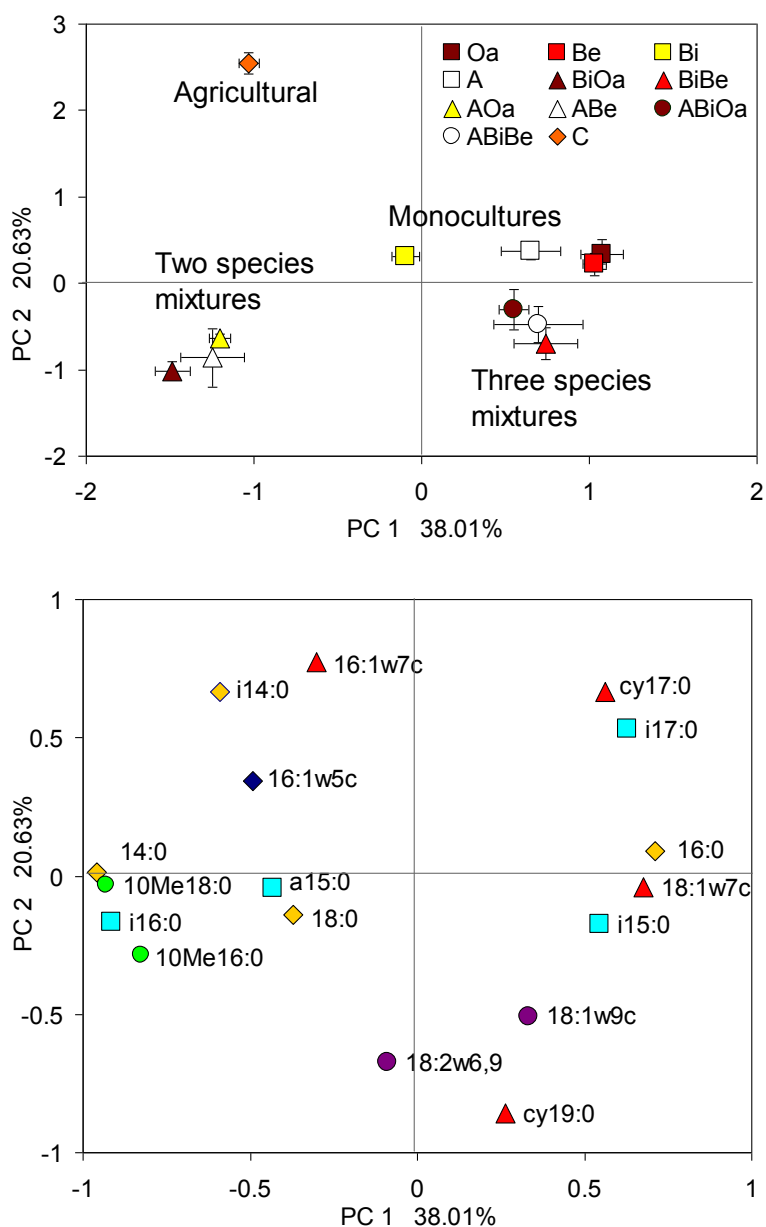 3
2
1
0
-1
-2
PC 2 20.63%
Agricultural
Oa Be Bi
A BiOa BiBe
AOa ABe ABiOa
ABiBe C
Monocultures
Two species
mixtures
Three species
mixtures
-2 -1 0 1 2
PC 1 38.01%
1
0.5
0
-0.5
-1
PC 2 20.63%
16:1w7c
i14:0
cy17:0
i17:0
16:1w5c
14:0
16:0
10Me18:0
a15:0
18:1w7c
i16:0
18:0
i15:0
10Me16:0
18:1w9c
18:2w6,9
cy19:0
-1 -0.5 0 0.5 1
PC 1 38.01%